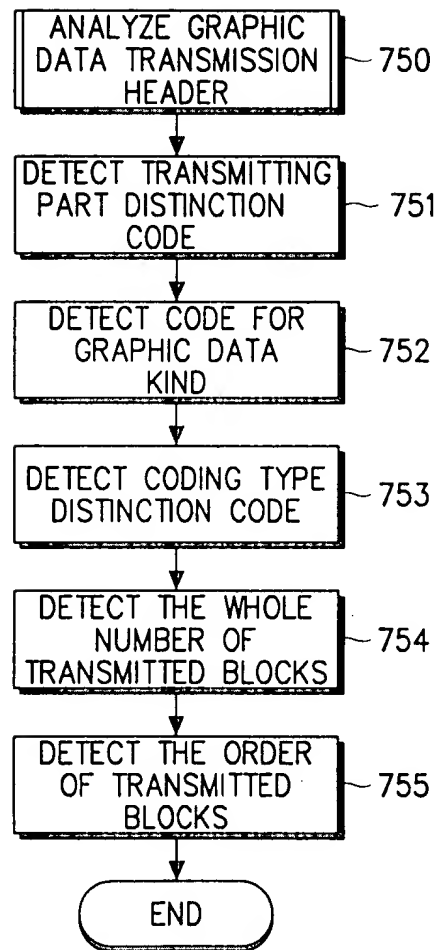 ANALYZE GRAPHIC
DATA TRANSMISSION
HEADER
750
DETECT TRANSMITTING
PART DISTINCTION
CODE
751
DETECT CODE FOR
GRAPHIC DATA
KIND
752
DETECT CODING TYPE
DISTINCTION CODE
753
DETECT THE WHOLE
NUMBER OF
TRANSMITTED BLOCKS
754
DETECT THE ORDER
OF TRANSMITTED
BLOCKS
755
END